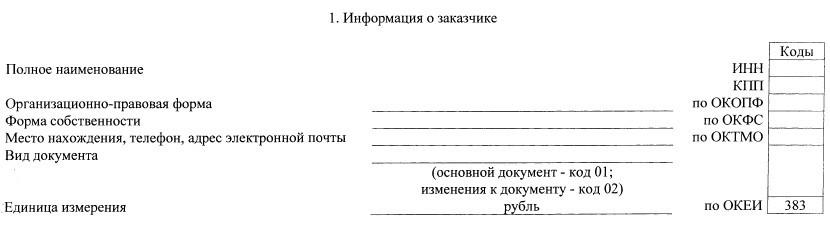 1. Информация о заказчике
Коды
Полное наименование ИНН
КПП
Организационно-правовая форма по ОКОПФ
Форма собственности по ОКФС
Место нахождения, телефон, адрес электронной почты по ОКТМО
Вид документа
(основной документ - код 01;
изменения к документу - код 02)
Единица измерения рубль по ОКЕИ 383